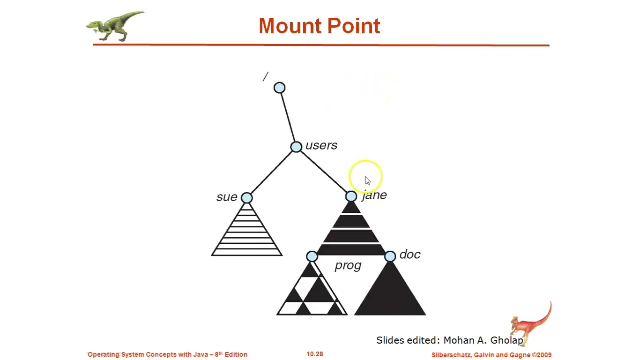 Mount Point
/
users
sue
jane
doc
prog
Slides edited: Mohan A. Gholap
Operating System Concepts with Java – 8th Edition
10.28
Silberschatz, Galvin and Gagne ©2009